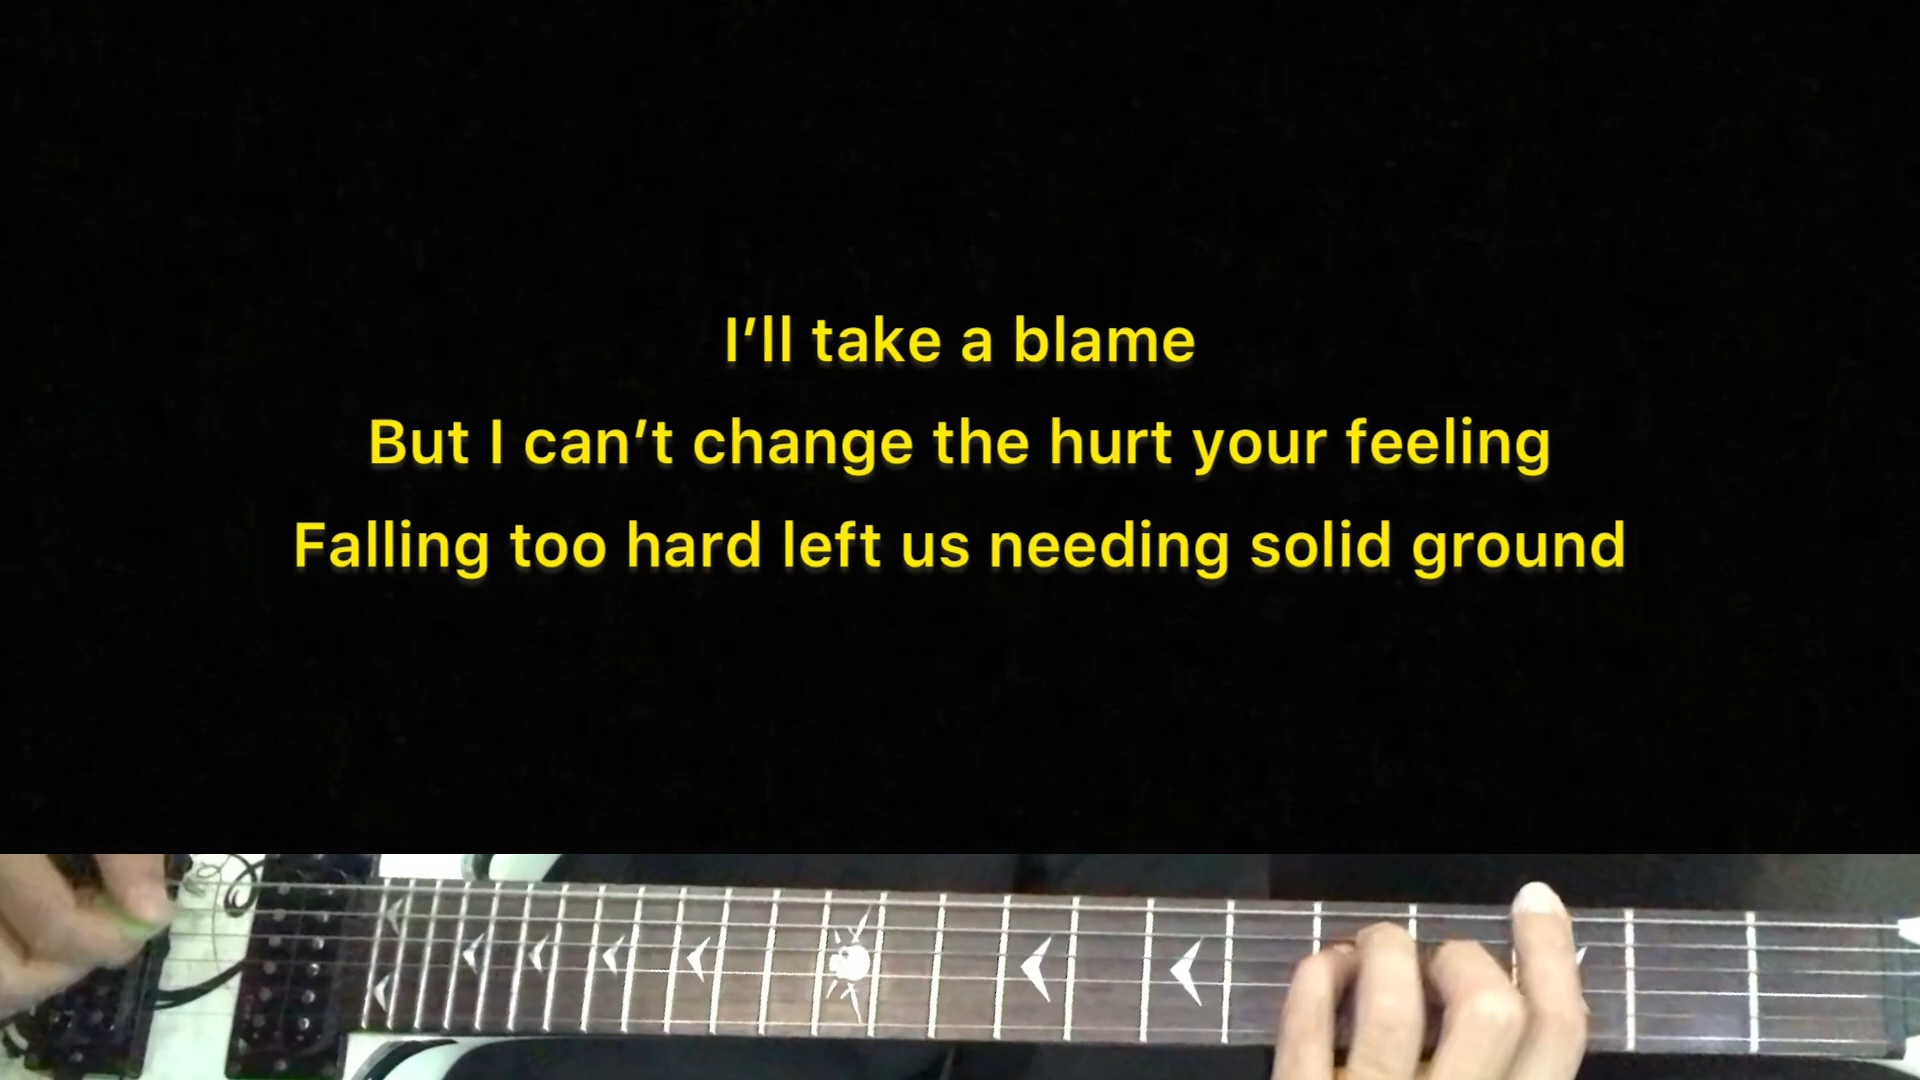 I’ll take a blame
But I can’t change the hurt your feeling
Falling too hard left us needing solid ground